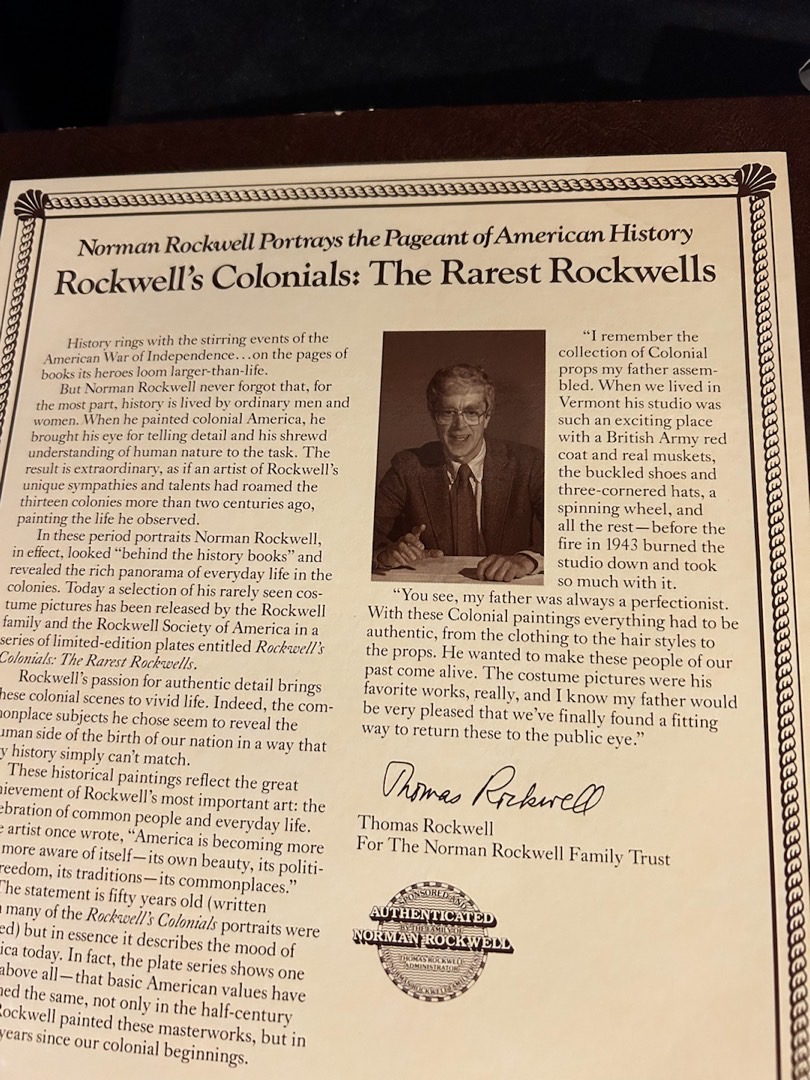 Norman Rockwell Portrays the Pageant of American History
Rockwell's Colonials: The Rarest Rockwells
History rings with the stirring events of the
American War of Independence...on the pages of
books its heroes loom larger-than-life.
But Norman Rockwell never forgot that, for
the most part, history is lived by ordinary men and
women. When he painted colonial America, he
brought his eye for telling detail and his shrewd
understanding of human nature to the task. The
result is extraordinary, as if an artist of Rockwell's
unique sympathies and talents had roamed the
thirteen colonies more than two centuries ago,
painting the life he observed.
In these period portraits Norman Rockwell,
in effect, looked "behind the history books" and
revealed the rich panorama of everyday life in the
colonies. Today a selection of his rarely seen cos-
tume pictures has been released by the Rockwell
family and the Rockwell Society of America in a
series of limited-edition plates entitled Rockwell's
Colonials: The Rarest Rockwells.
Rockwell's passion for authentic detail brings
hese colonial scenes to vivid life. Indeed, the com-
monplace subjects he chose seem to reveal the
uman side of the birth of our nation in a way that
y history simply can't match.
These historical paintings reflect the great
hievement of Rockwell's most important art: the
ebration of common people and everyday life.
e artist once wrote, "America is becoming more
more aware of itself—its own beauty, its politi-
reedom, its traditions—its commonplaces."
The statement is fifty years old (written
many of the Rockwell's Colonials portraits were
ed) but in essence it describes the mood of
ica today. In fact, the plate series shows one
above all—that basic American values have
ned the same, not only in the half-century
Rockwell painted these masterworks, but in
years since our colonial beginnings.
"I remember the
collection of Colonial
props my father assem-
bled. When we lived in
Vermont his studio was
such an exciting place
with a British Army red
coat and real muskets,
the buckled shoes and
three-cornered hats, a
spinning wheel, and
all the rest—before the
fire in 1943 burned the
studio down and took
so much with it.
"You see, my father was always a perfectionist.
With these Colonial paintings everything had to be
authentic, from the clothing to the hair styles to
the props. He wanted to make these people of our
past come alive. The costume pictures were his
favorite works, really, and I know my father would
be very pleased that we've finally found a fitting
way to return these to the public eye."
Thomas Rockwell
Thomas Rockwell
For The Norman Rockwell Family Trust
SPONSORED AND
AUTHENTICATED
BY THE FAMILY OF
NORMAN ROCKWELL
THOMAS ROCKWELL
ADMINISTRATOR